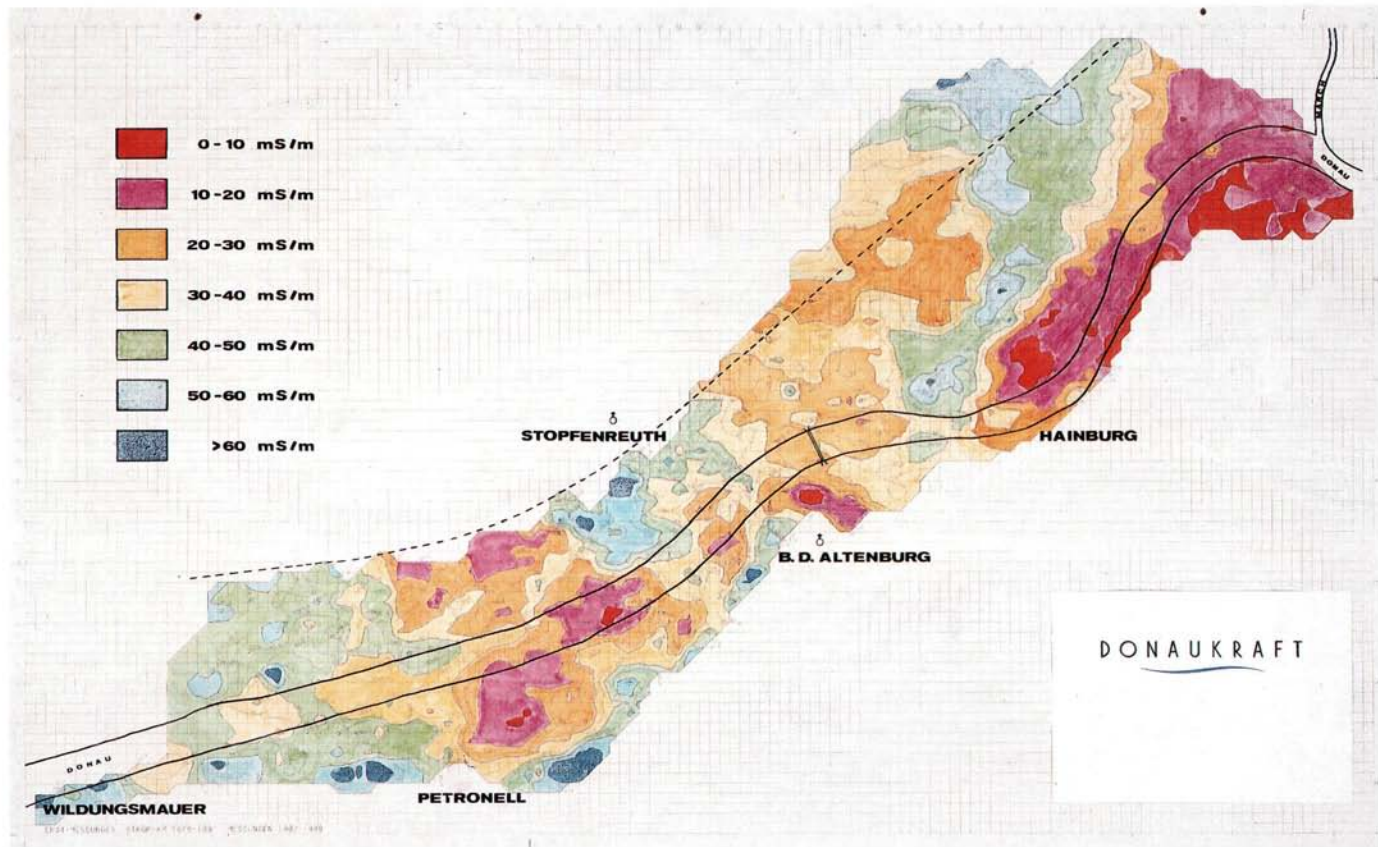 0-10 mS/m
10-20 mS/m
20-30 mS/m
30-40 mS/m
40-50 mS/m
50-60 mS/m
>60 mS/m
MARCH
DONAU
STOPFENREUTH
HAINBURG
B. D. ALTENBURG
DONAUKRAFT
DONAU
WILDUNGSMAUER
PETRONELL